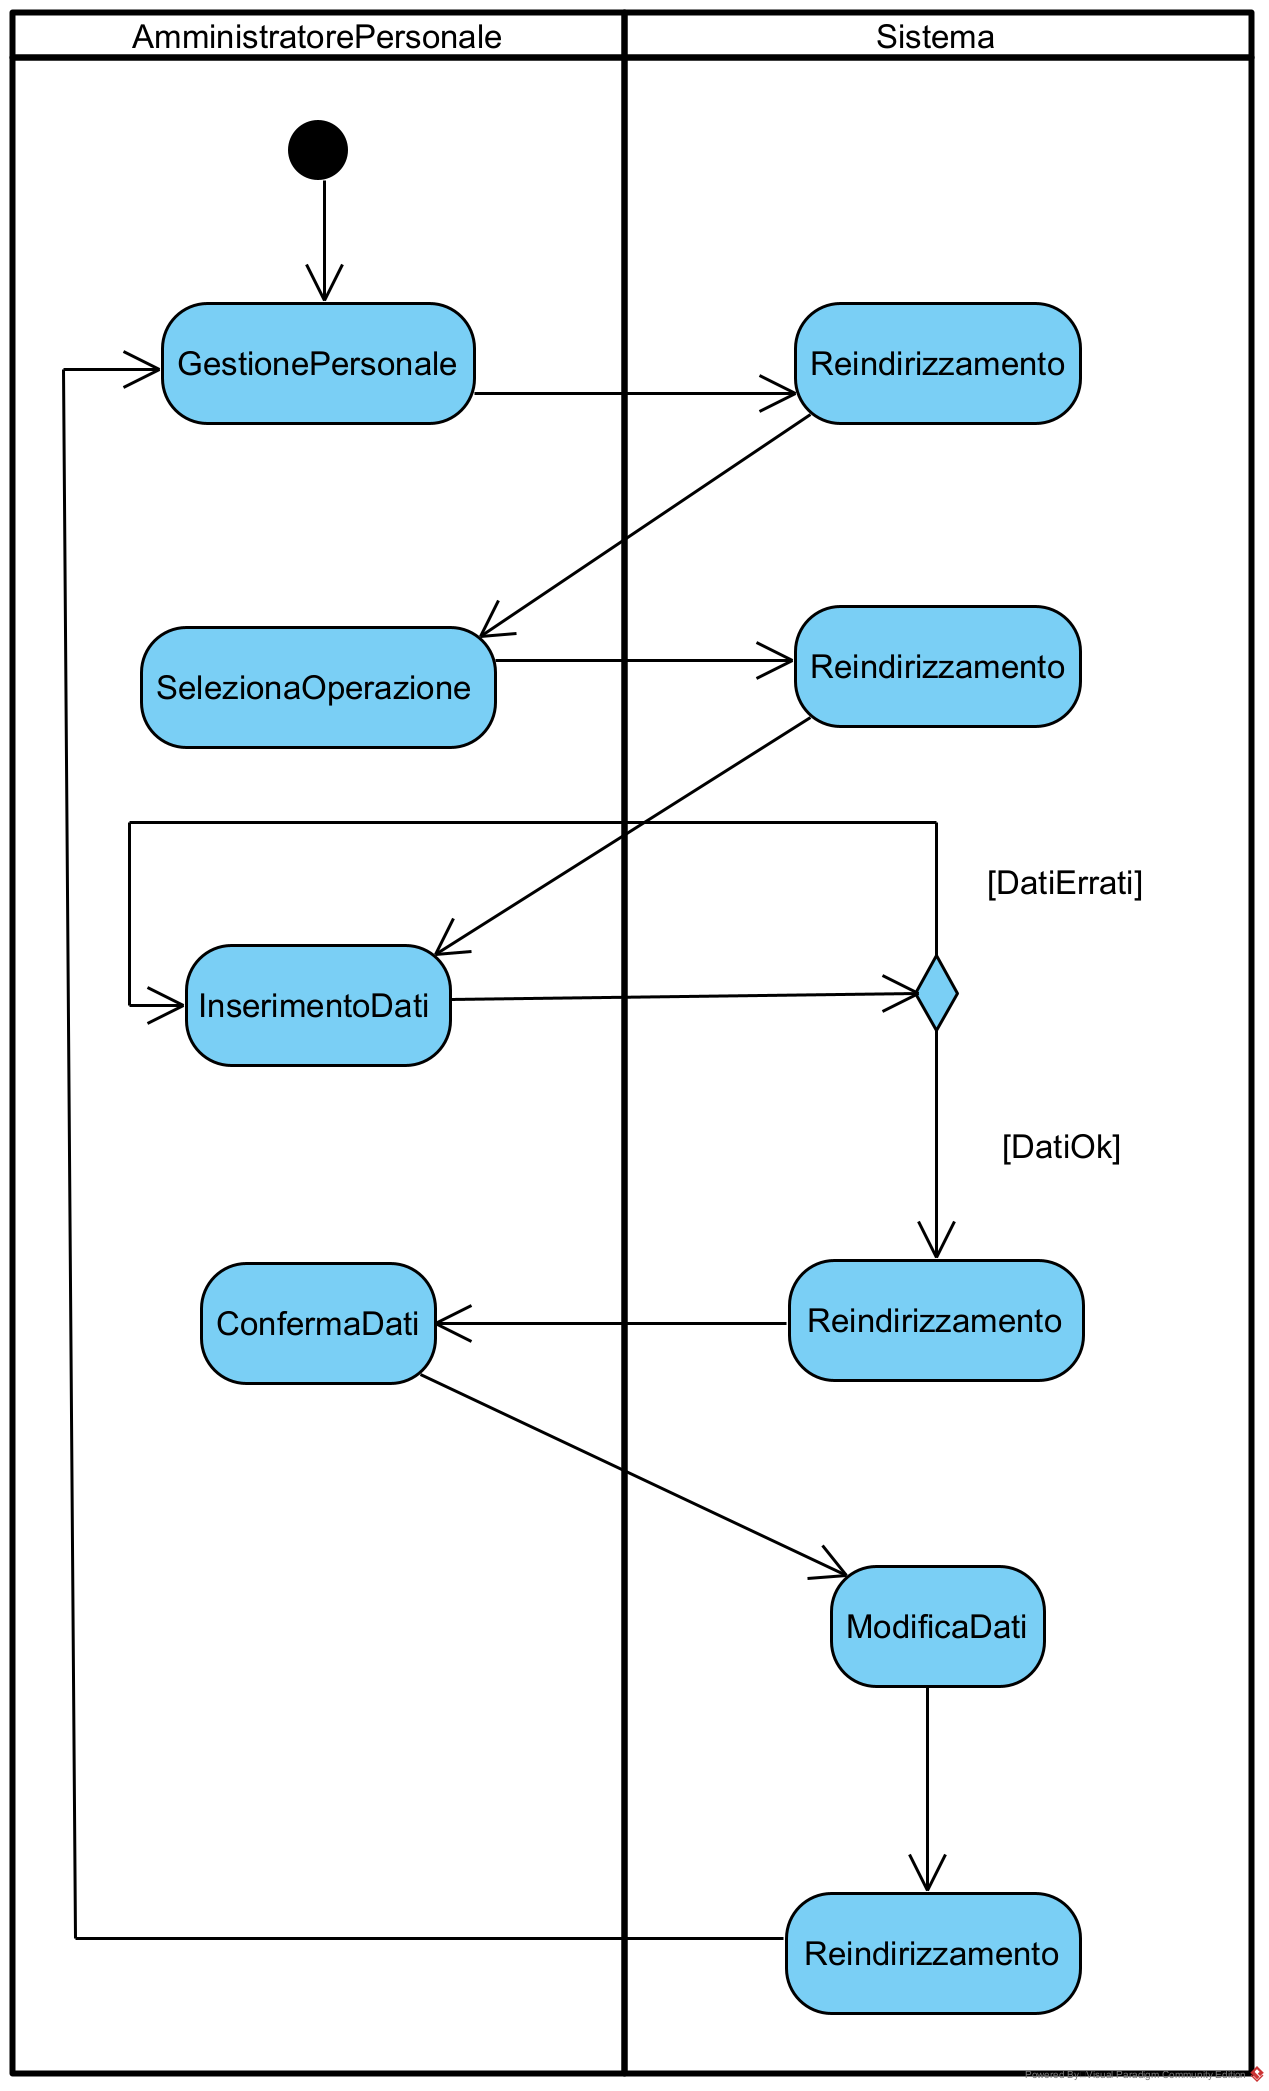 AmministratorePersonale
Sistema
GestionePersonale
Reindirizzamento
SelezionaOperazione
Reindirizzamento
[DatiErrati]
InserimentoDati
[DatiOk]
ConfermaDati
Reindirizzamento
ModificaDati
Reindirizzamento
Powered By Visual Paradigm Community Edition